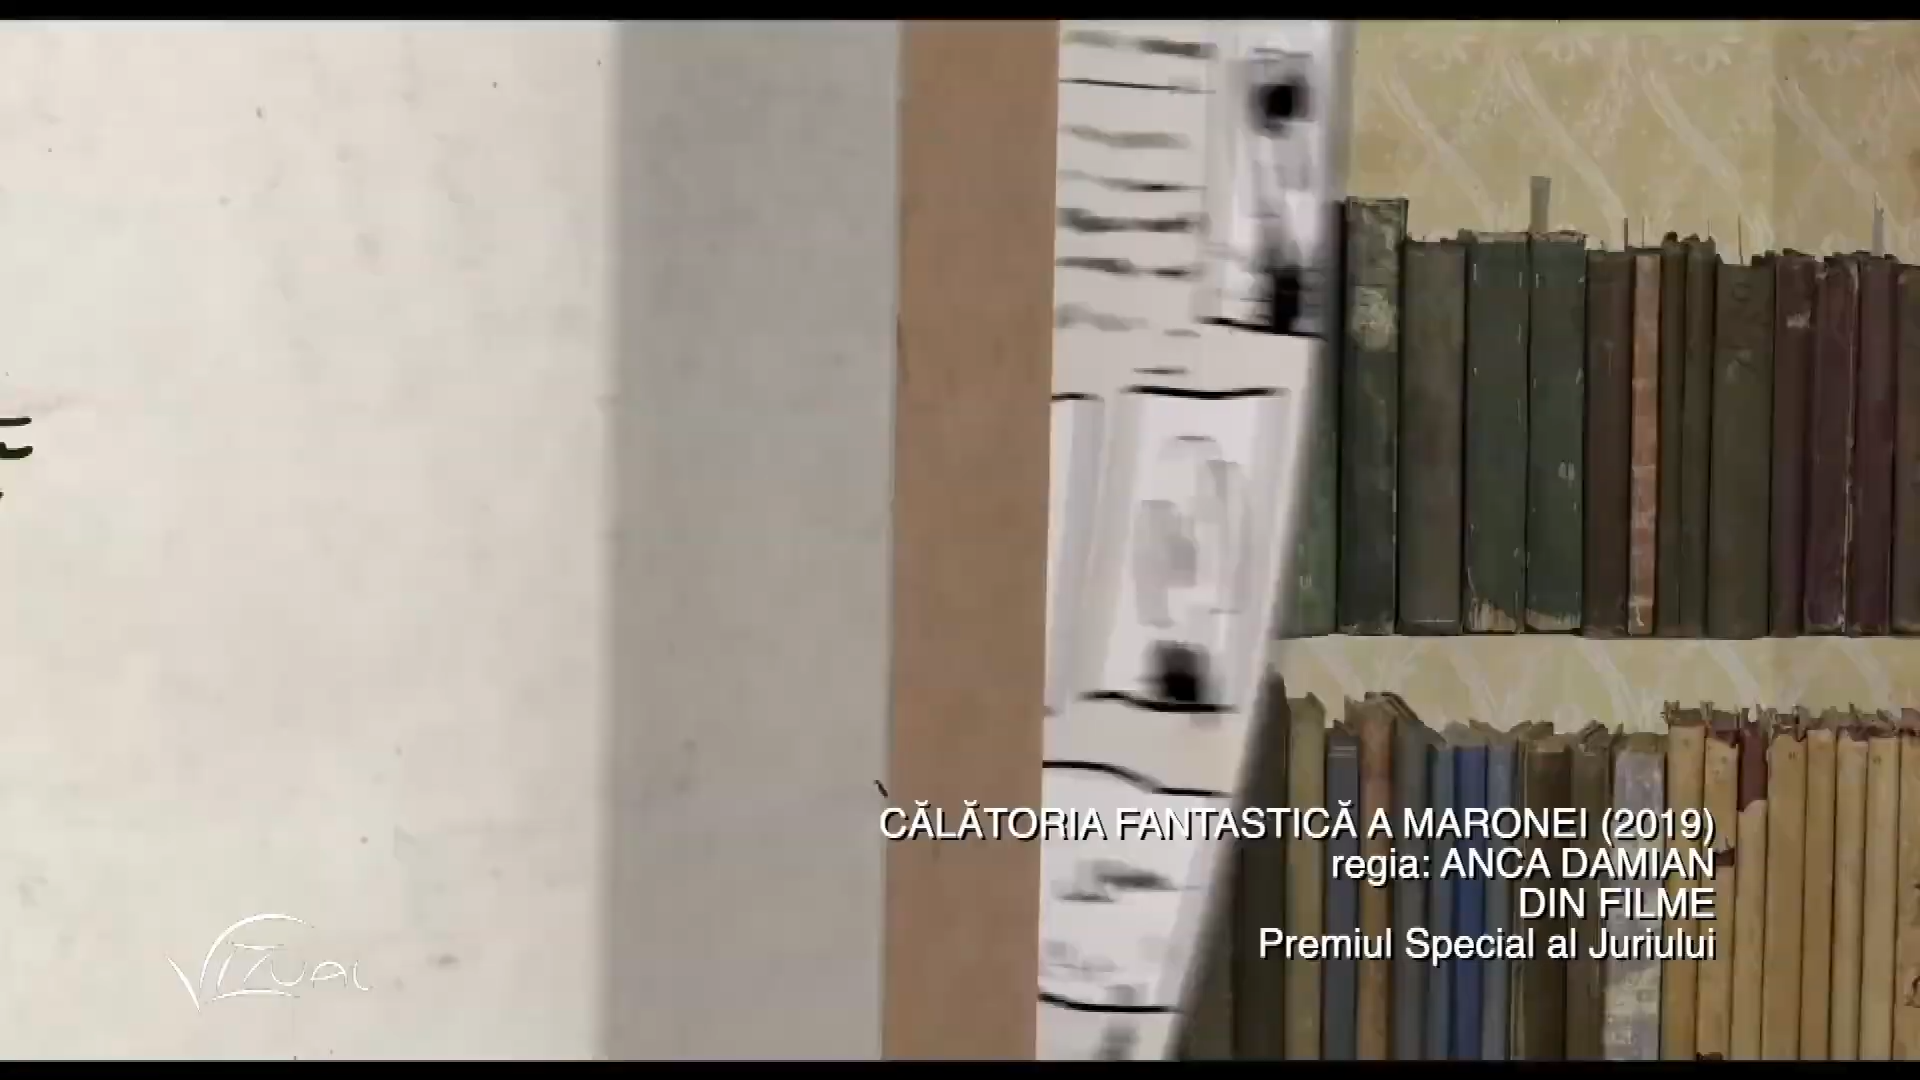 CĂLĂTORIA FANTASTICĂ A MARONEI (2019)
regia: ANCA DAMIAN
DIN FILME
Premiul Special al Juriului
VIZUAL